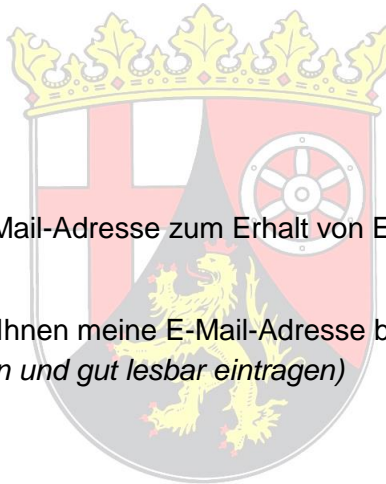 Mail-Adresse zum Erhalt von E
Ihnen meine E-Mail-Adresse b
n und gut lesbar eintragen)